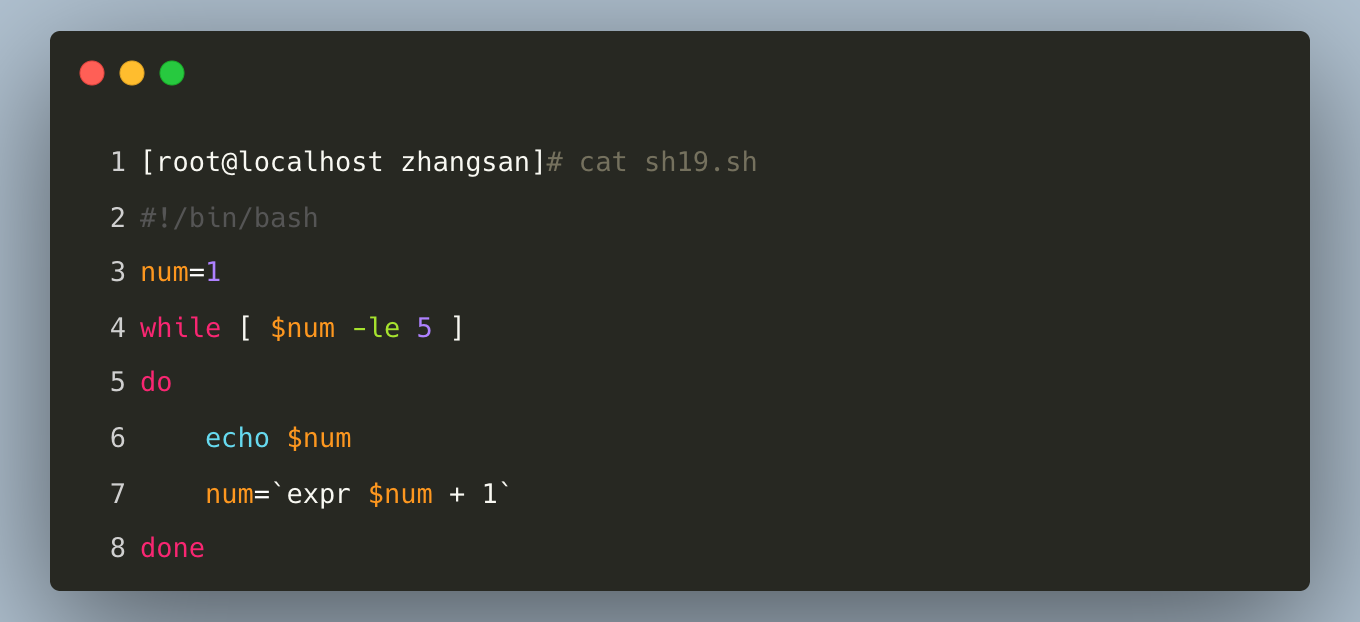 1 [root@localhost zhangsan]# cat sh19.sh
2 #!/bin/bash
3 num=1
4 while [ $num -le 5 ]
5 do
6     echo $num
7     num=`expr $num + 1`
8 done